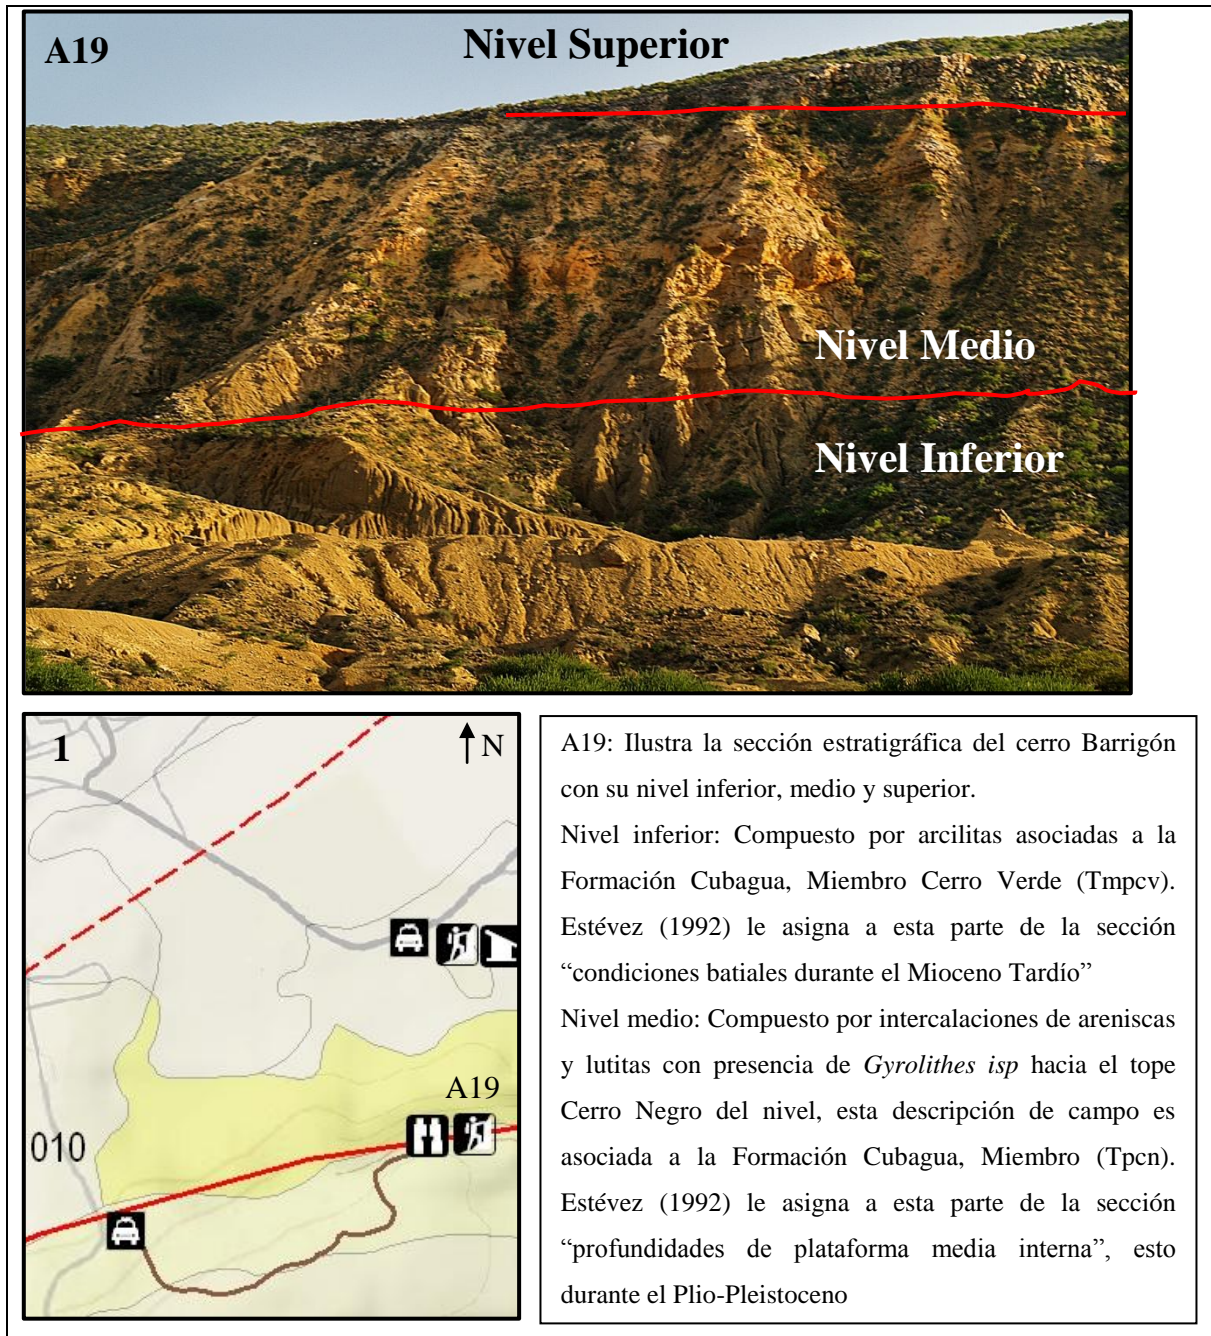 A19
Nivel Superior
Nivel Medio
Nivel Inferior
1
N
A19
010
A19: Ilustra la sección estratigráfica del cerro Barrigón
con su nivel inferior, medio y superior.
Nivel inferior: Compuesto por arcilitas asociadas a la
Formación Cubagua, Miembro Cerro Verde (Tmpcv).
Estévez (1992) le asigna a esta parte de la sección
“condiciones batiales durante el Mioceno Tardío”
Nivel medio: Compuesto por intercalaciones de areniscas
y lutitas con presencia de Gyrolithes isp hacia el tope
Cerro Negro del nivel, esta descripción de campo es
asociada a la Formación Cubagua, Miembro (Tpcn).
Estévez (1992) le asigna a esta parte de la sección
“profundidades de plataforma media interna”, esto
durante el Plio-Pleistoceno